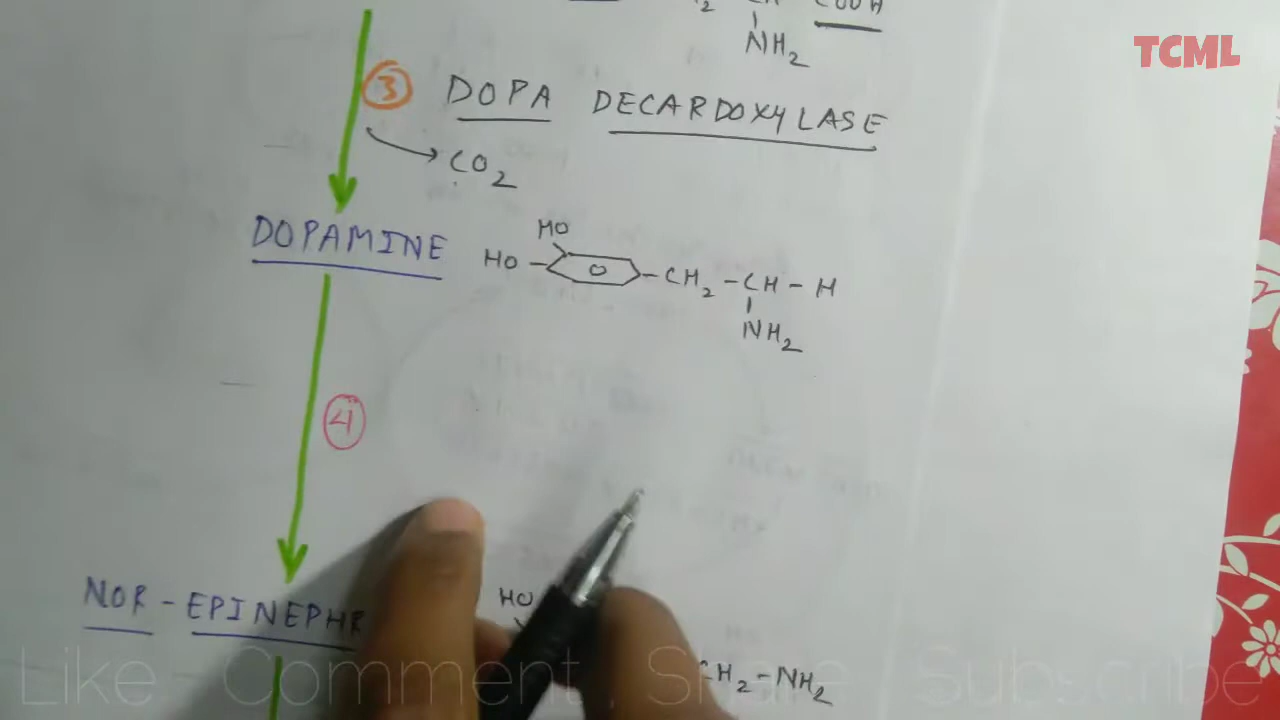 COOH
NH2
TCML
3 DOPA DECARDOXYLASE
CO2
DOPAMINE
HO
HO -CH2 -CH - H
NH2
4
NOR - EPINEPHR
HO
CH2-NH2
Like, Comment, Share, Subscribe